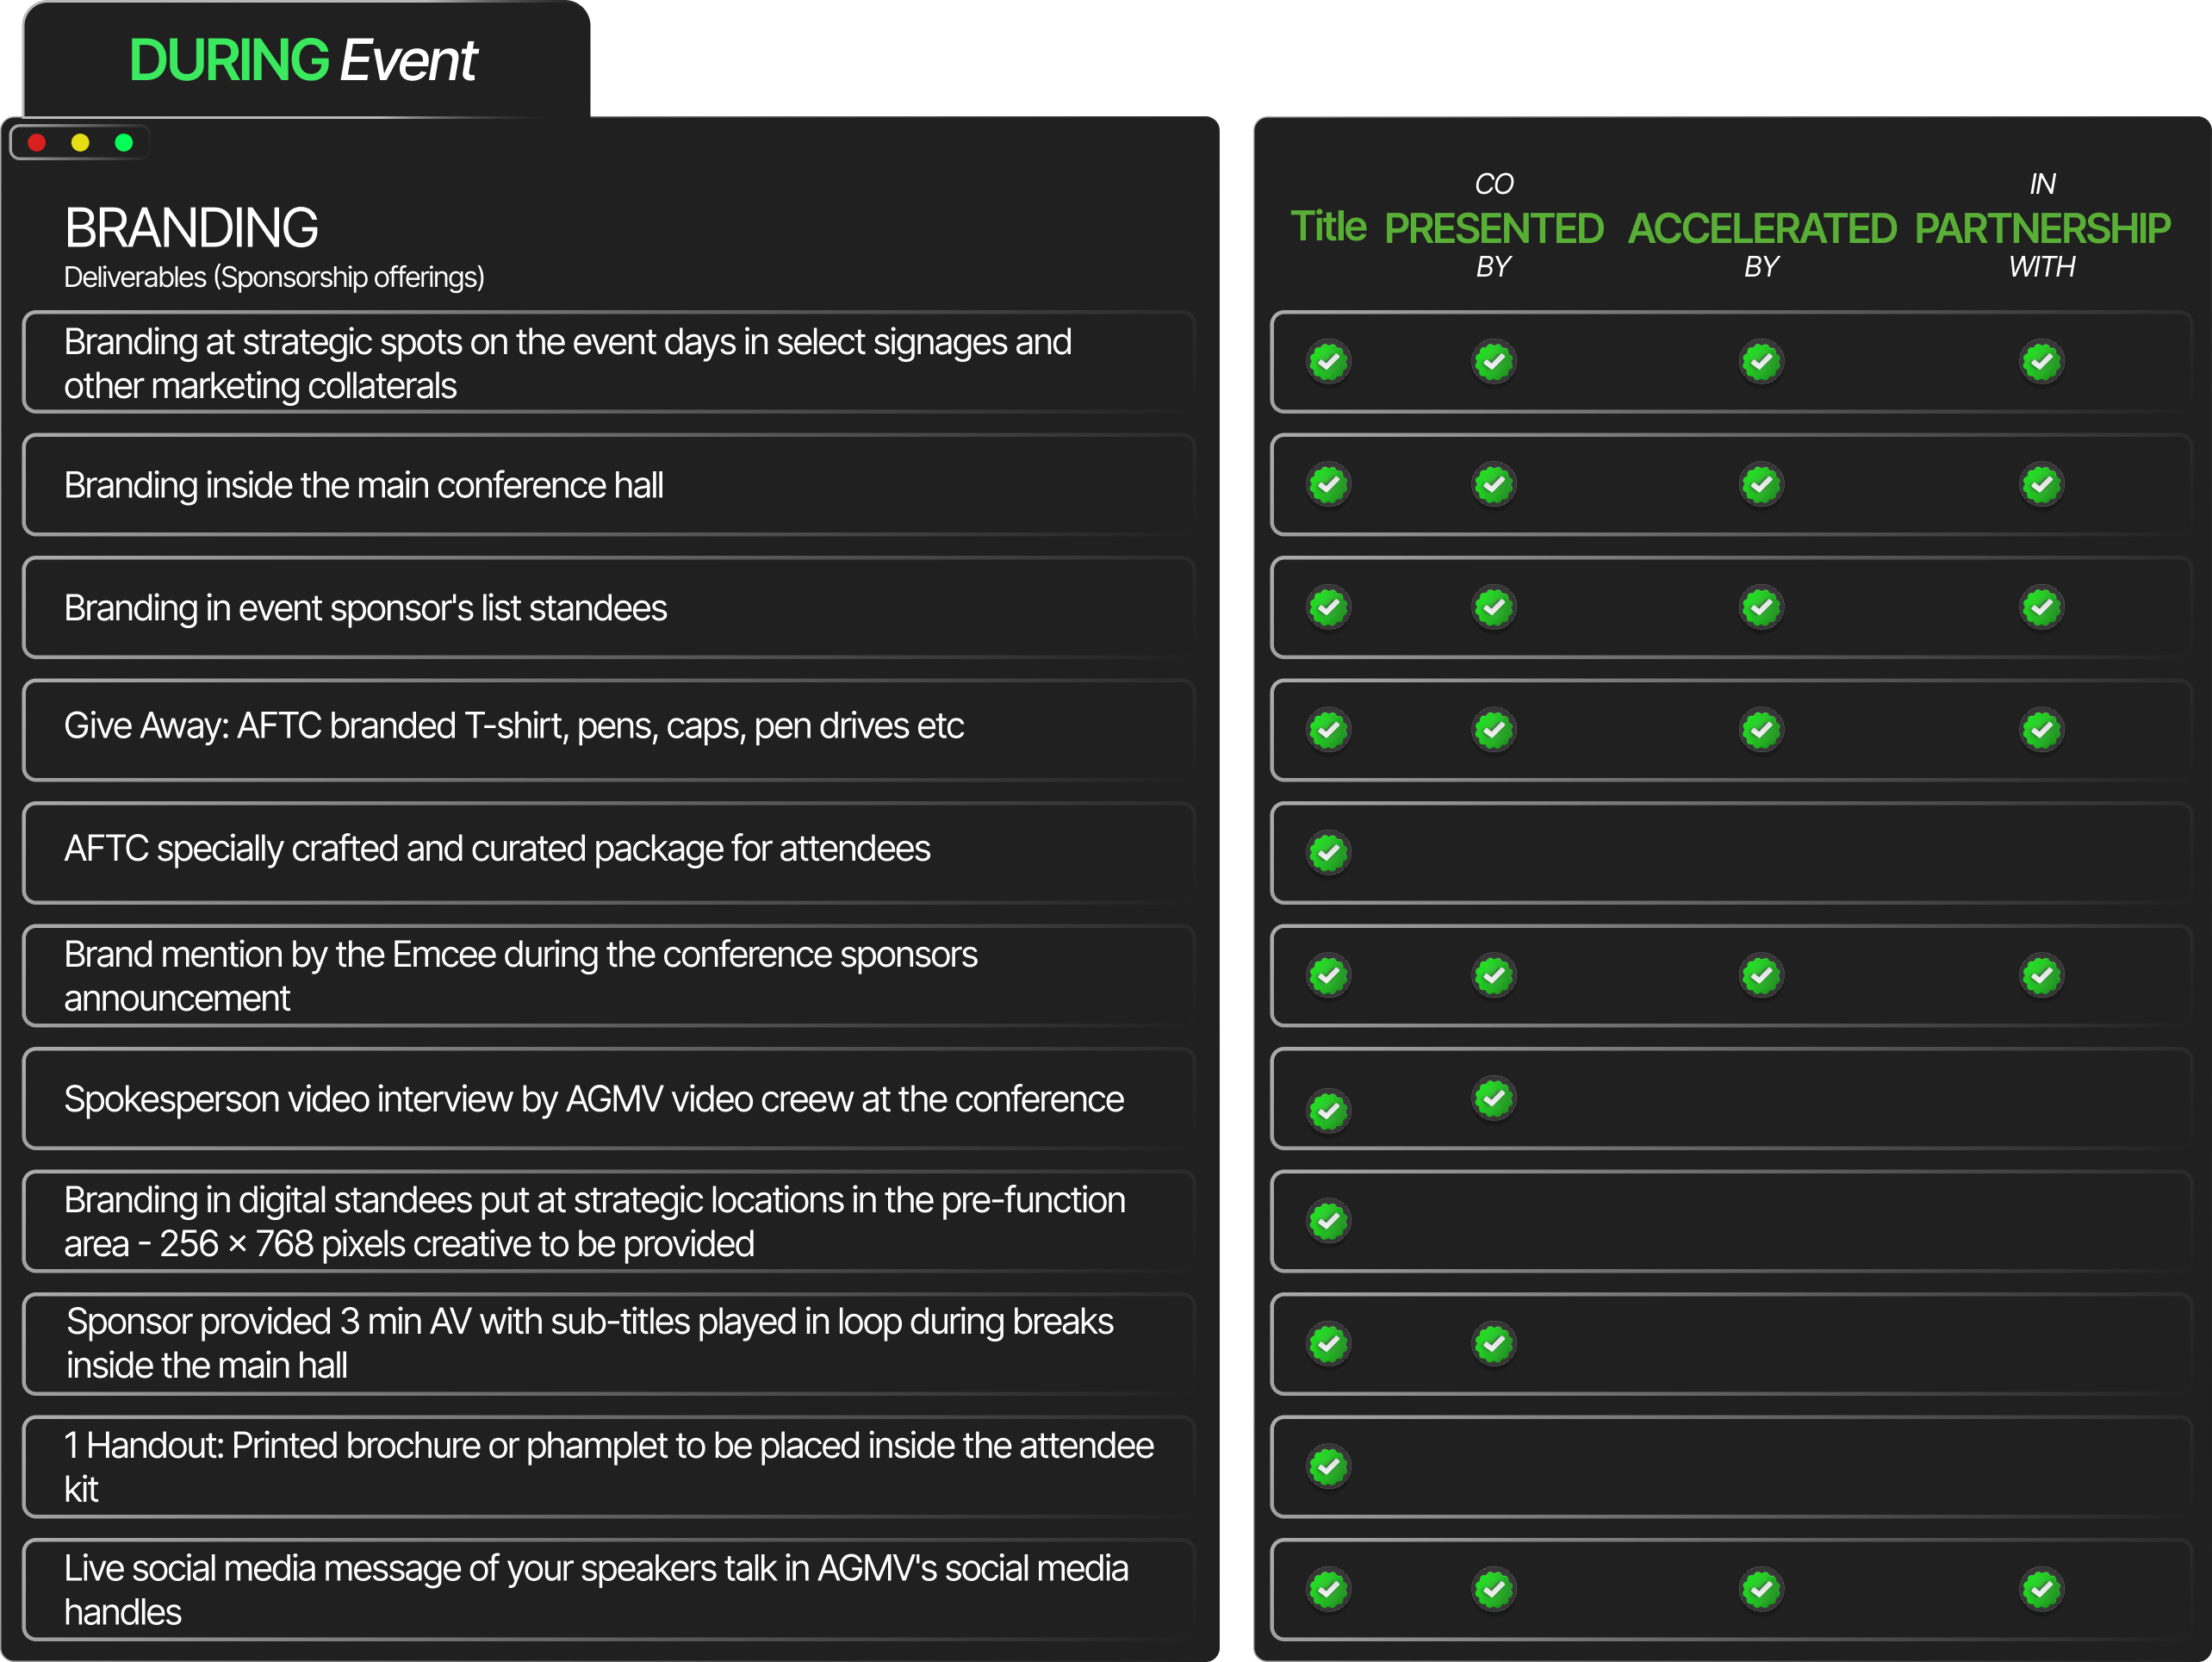 DURING Event
BRANDING
Deliverables (Sponsorship offerings)
CO
IN
Title PRESENTED ACCELERATED PARTNERSHIP
BY
BY
WITH
Branding at strategic spots on the event days in select signages and
other marketing collaterals
Branding inside the main conference hall
Branding in event sponsor's list standees
Give Away: AFTC branded T-shirt, pens, caps, pen drives etc
AFTC specially crafted and curated package for attendees
Brand mention by the Emcee during the conference sponsors
announcement
Spokesperson video interview by AGMV video creew at the conference
Branding in digital standees put at strategic locations in the pre-function
area - 256 × 768 pixels creative to be provided
Sponsor provided 3 min AV with sub-titles played in loop during breaks
inside the main hall
1 Handout: Printed brochure or phamplet to be placed inside the attendee
kit
Live social media message of your speakers talk in AGMV's social media
handles